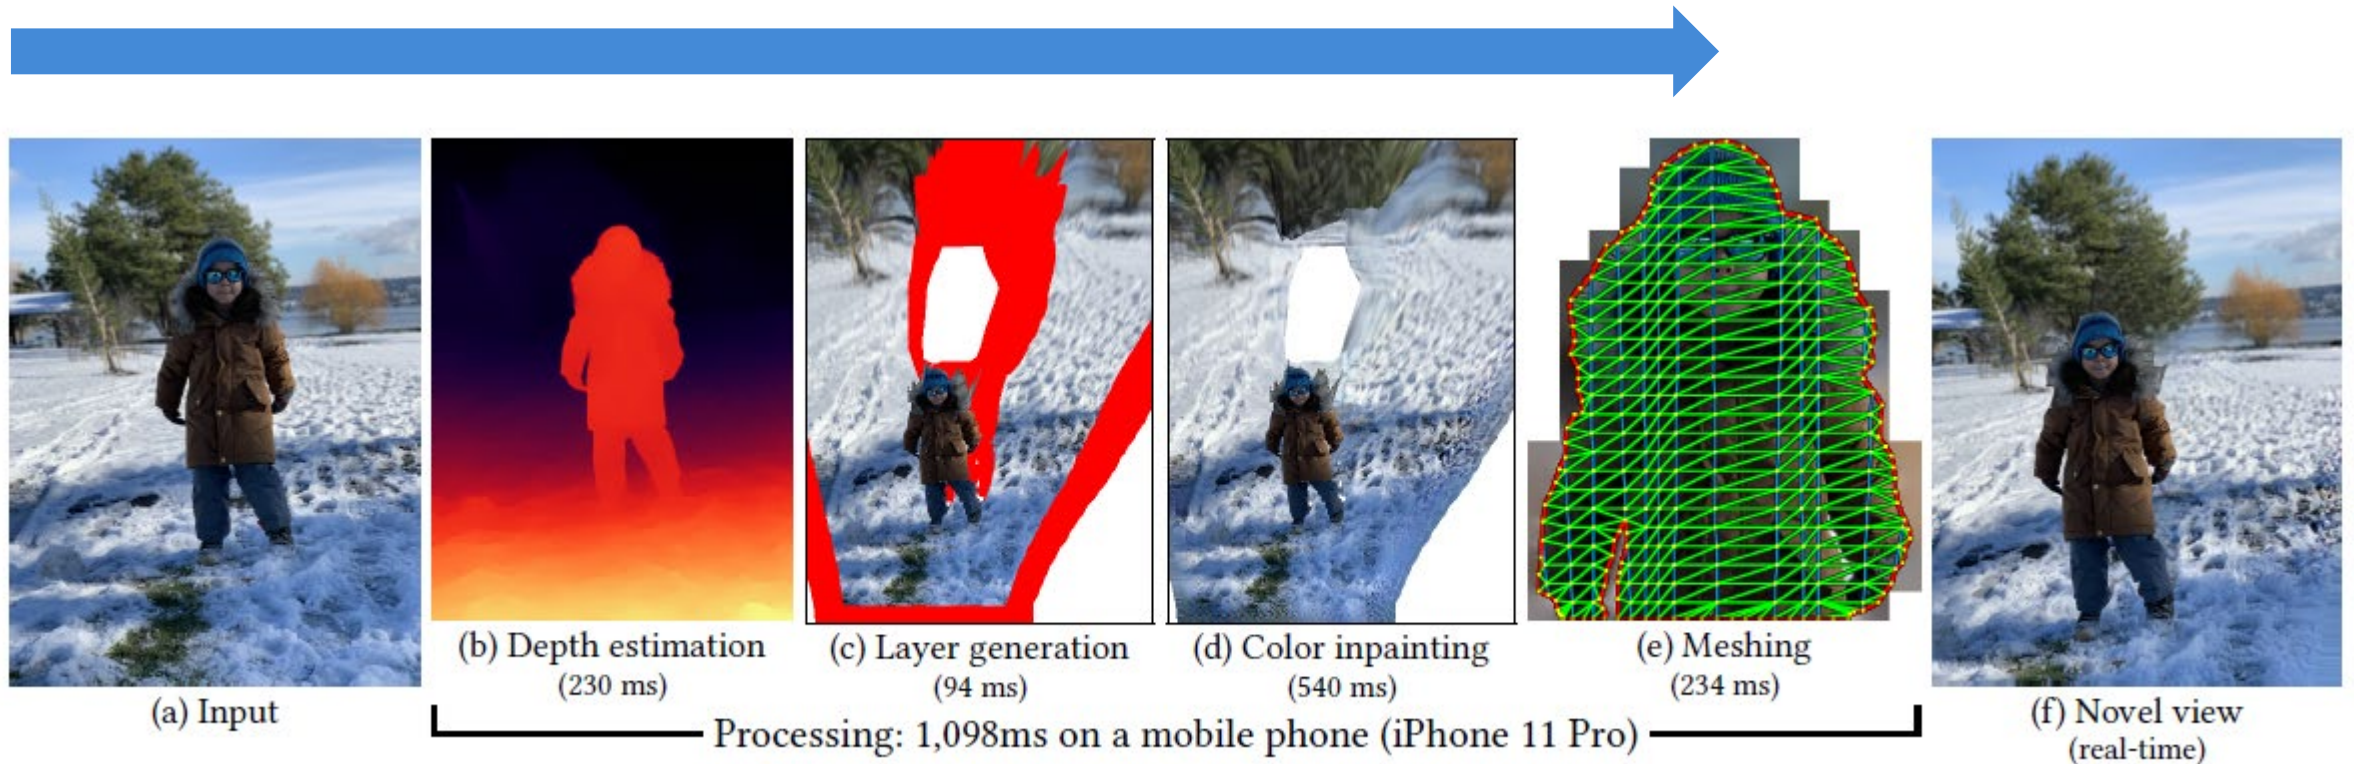 (a) Input
(b) Depth estimation
(230 ms)
(c) Layer generation
(94 ms)
(d) Color inpainting
(540 ms)
(e) Meshing
(234 ms)
(f) Novel view
(real-time)
Processing: 1,098ms on a mobile phone (iPhone 11 Pro)